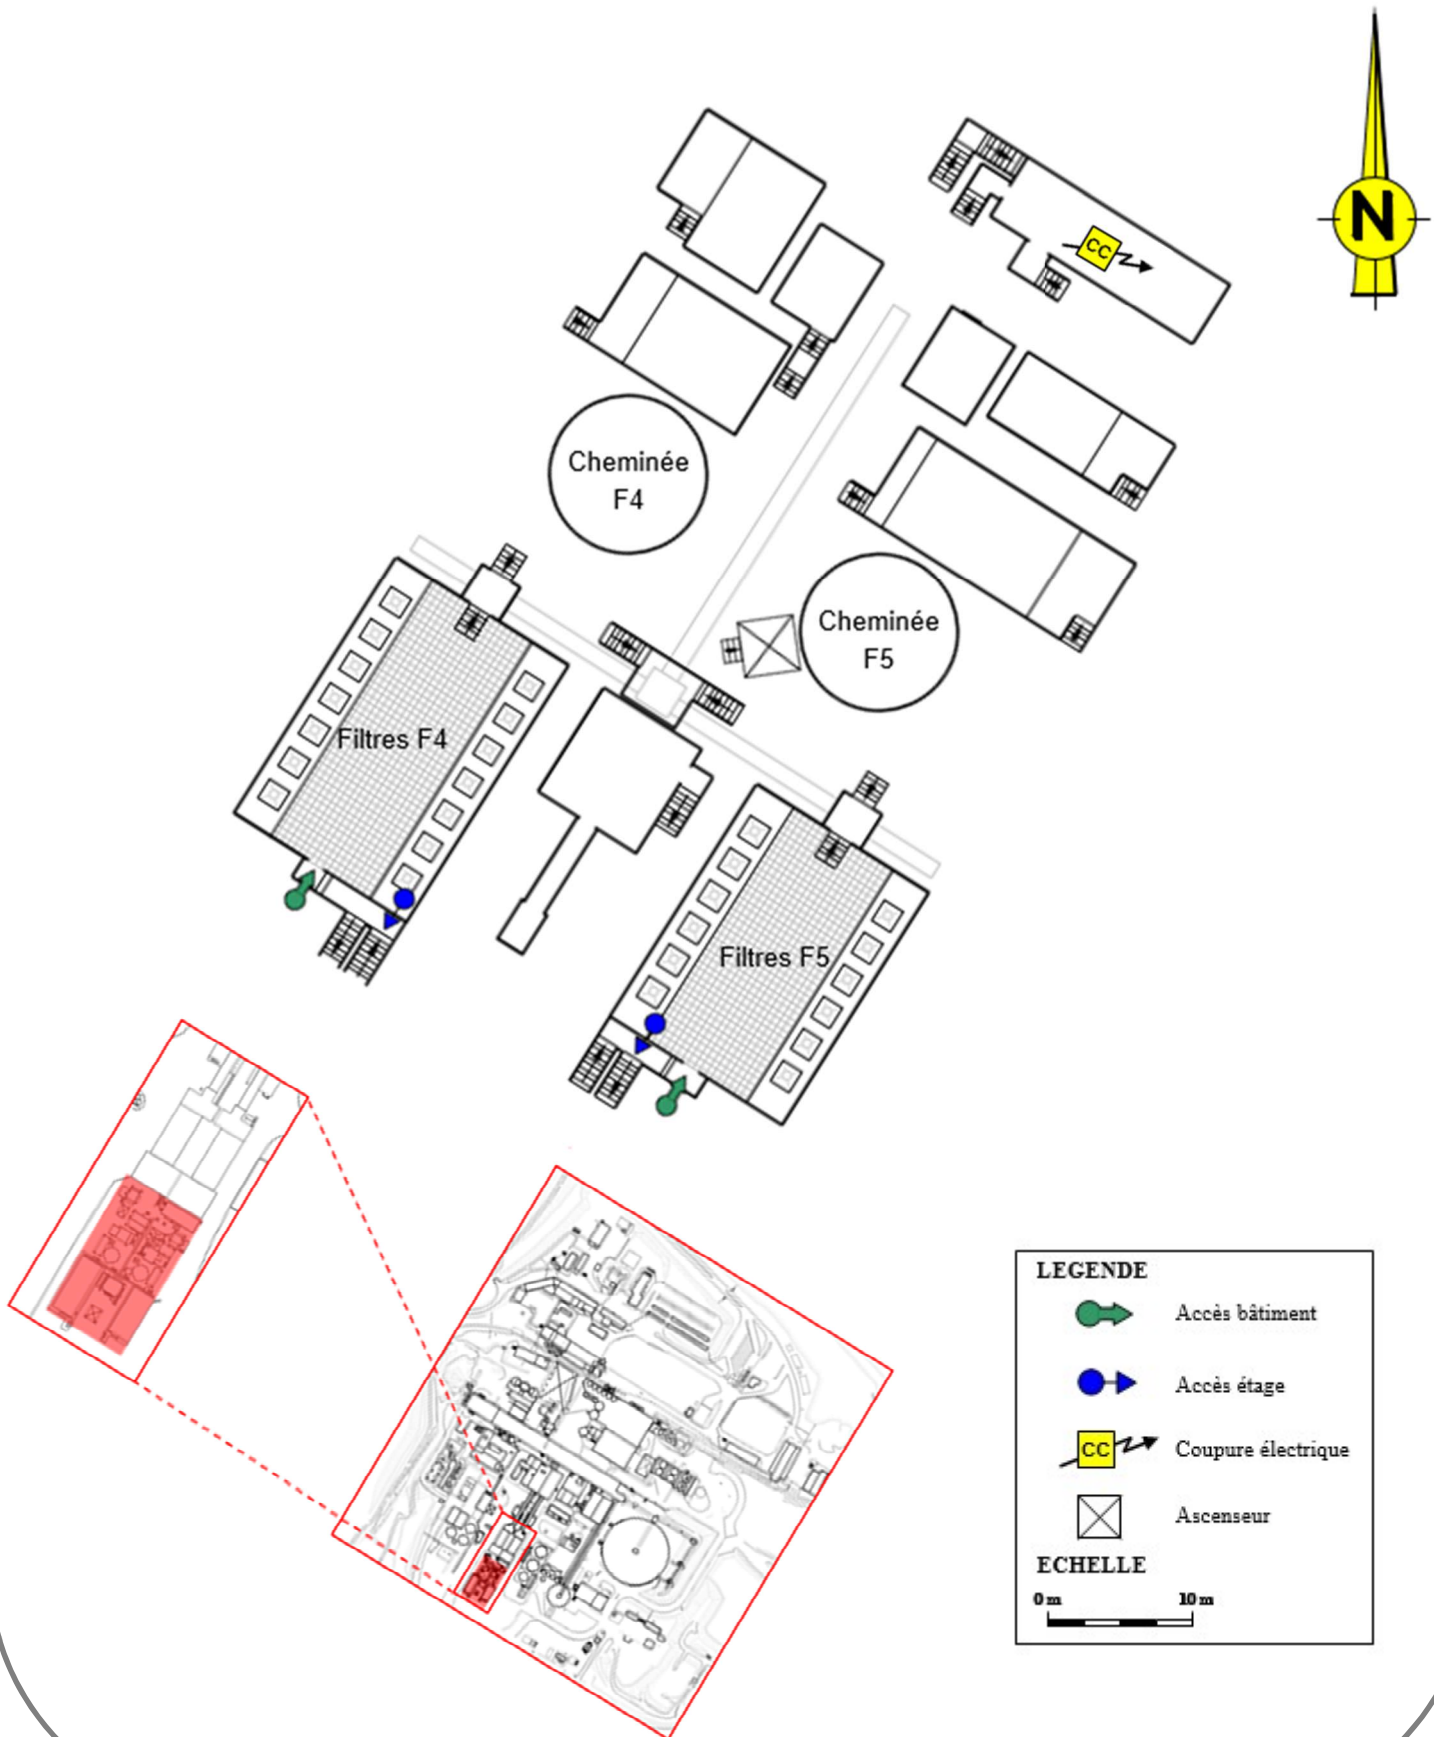 N
CC
Cheminée
F4
Cheminée
F5
Filtres F4
Filtres F5
LEGENDE
Accès bâtiment
Accès étage
CC
Coupure électrique
Ascenseur
ECHELLE
0 m 10 m